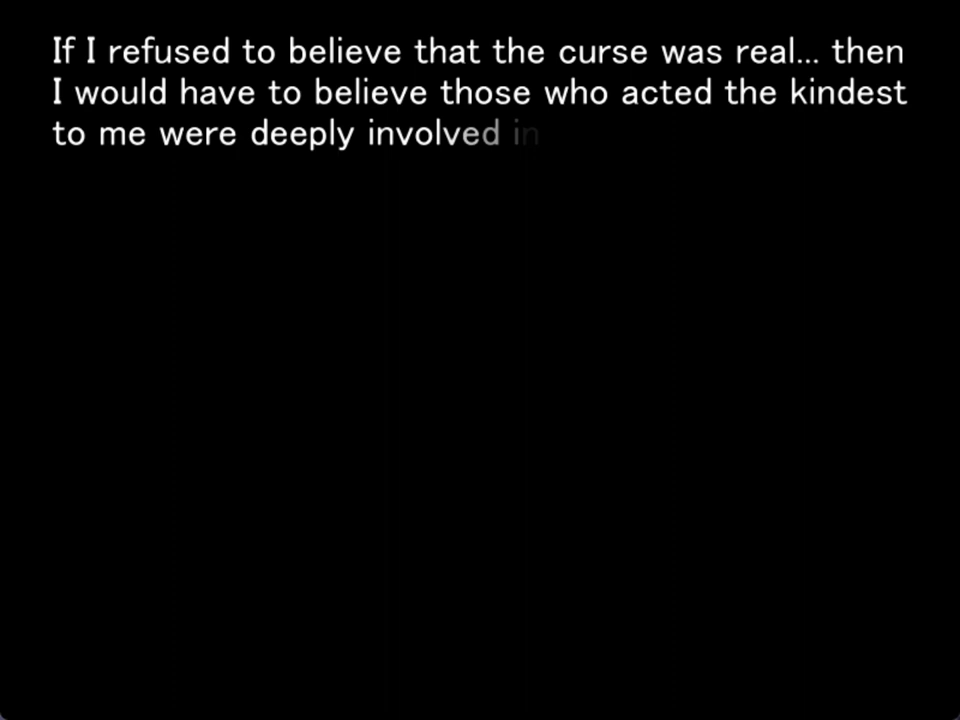 If I refused to believe that the curse was real... then
I would have to believe those who acted the kindest
to me were deeply involved in